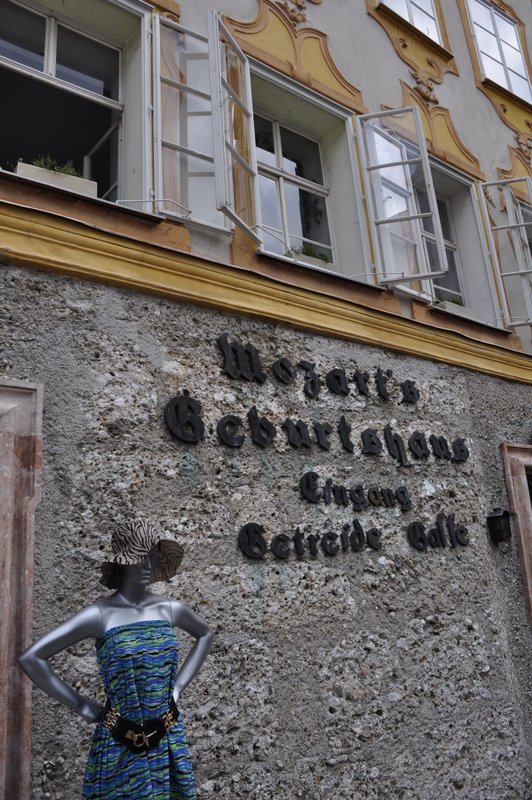 Mozart's
Geburtshaus
Eingang
Getreide Gasse